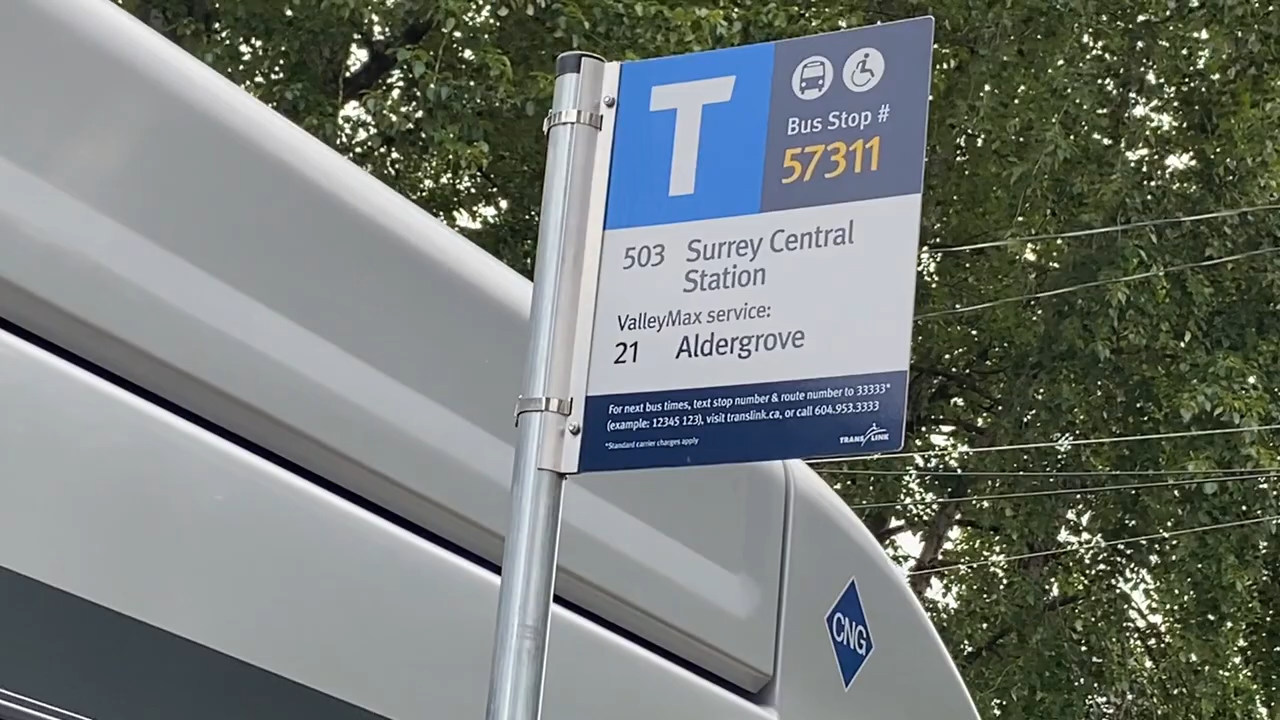 T
Bus Stop #
57311
503 Surrey Central
Station
ValleyMax service:
21 Aldergrove
For next bus times, text stop number & route number to 33333*
(example: 12345 123), visit translink.ca, or call 604.953.3333
*Standard carrier charges apply
TRANSLINK
CNG